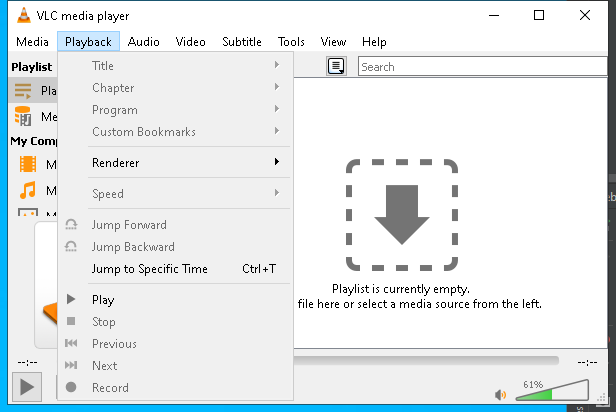 VLC media player
Media Playback Audio Video Subtitle Tools View Help
Playlist
Search
Pla
Me
My Comp
M
M
M
Title
Chapter
Program
Custom Bookmarks
Renderer
Speed
Jump Forward
Jump Backward
Jump to Specific Time Ctrl+T
Play
Stop
Previous
Next
Record
Playlist is currently empty.
file here or select a media source from the left.
--:-- --:--
61%